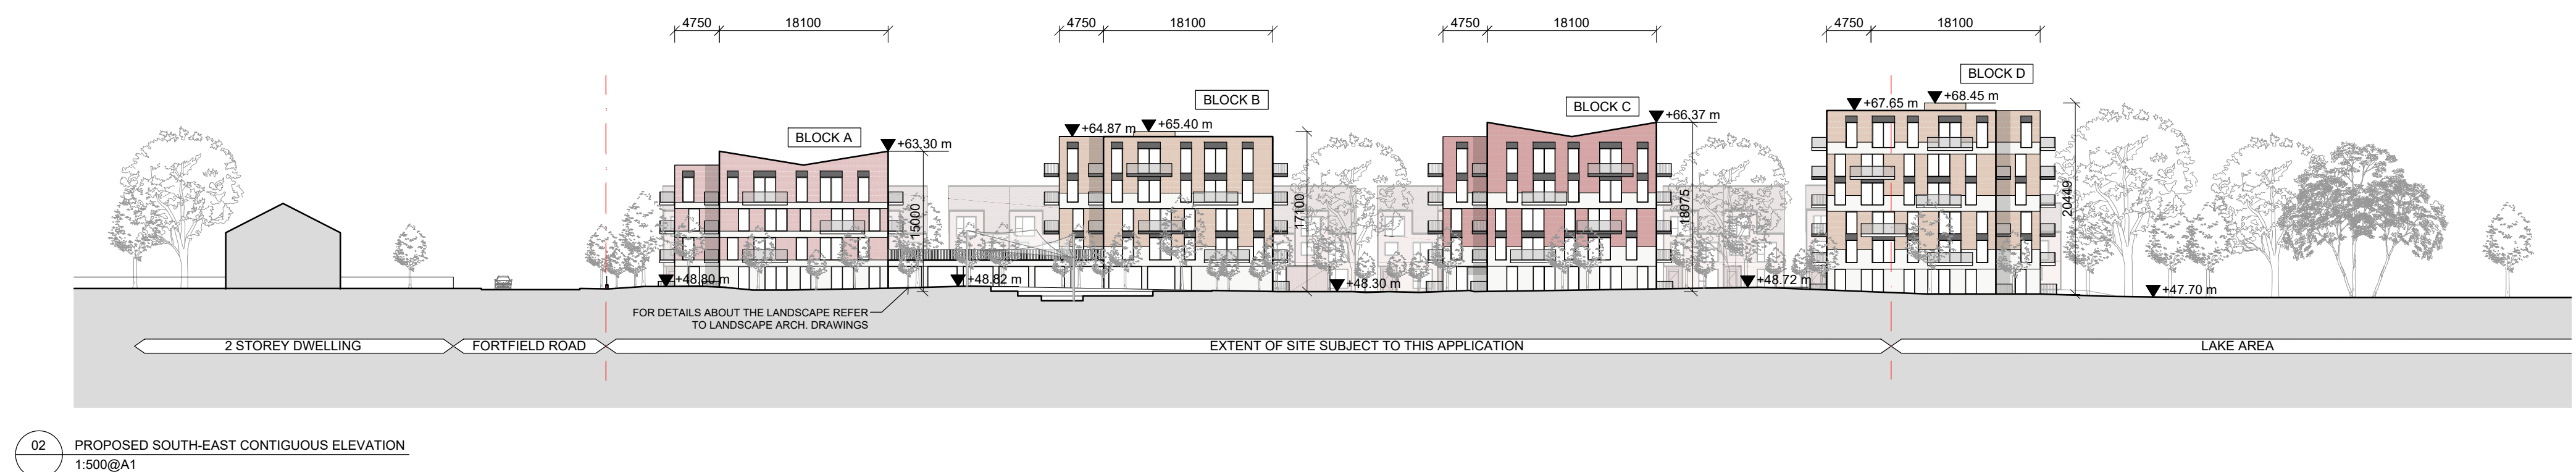 4750 18100 4750 18100 4750 18100 4750 18100
BLOCK A
BLOCK B
BLOCK C
BLOCK D
+63.30 m
+64.87 m
+65.40 m
+66.37 m
+67.65 m
+68.45 m
15000
17100
18075
20449
+48.80 m
+48.82 m
+48.30 m
+48.72 m
+47.70 m
FOR DETAILS ABOUT THE LANDSCAPE REFER
TO LANDSCAPE ARCH. DRAWINGS
2 STOREY DWELLING
FORTFIELD ROAD
EXTENT OF SITE SUBJECT TO THIS APPLICATION
LAKE AREA
02
PROPOSED SOUTH-EAST CONTIGUOUS ELEVATION
1:500@A1